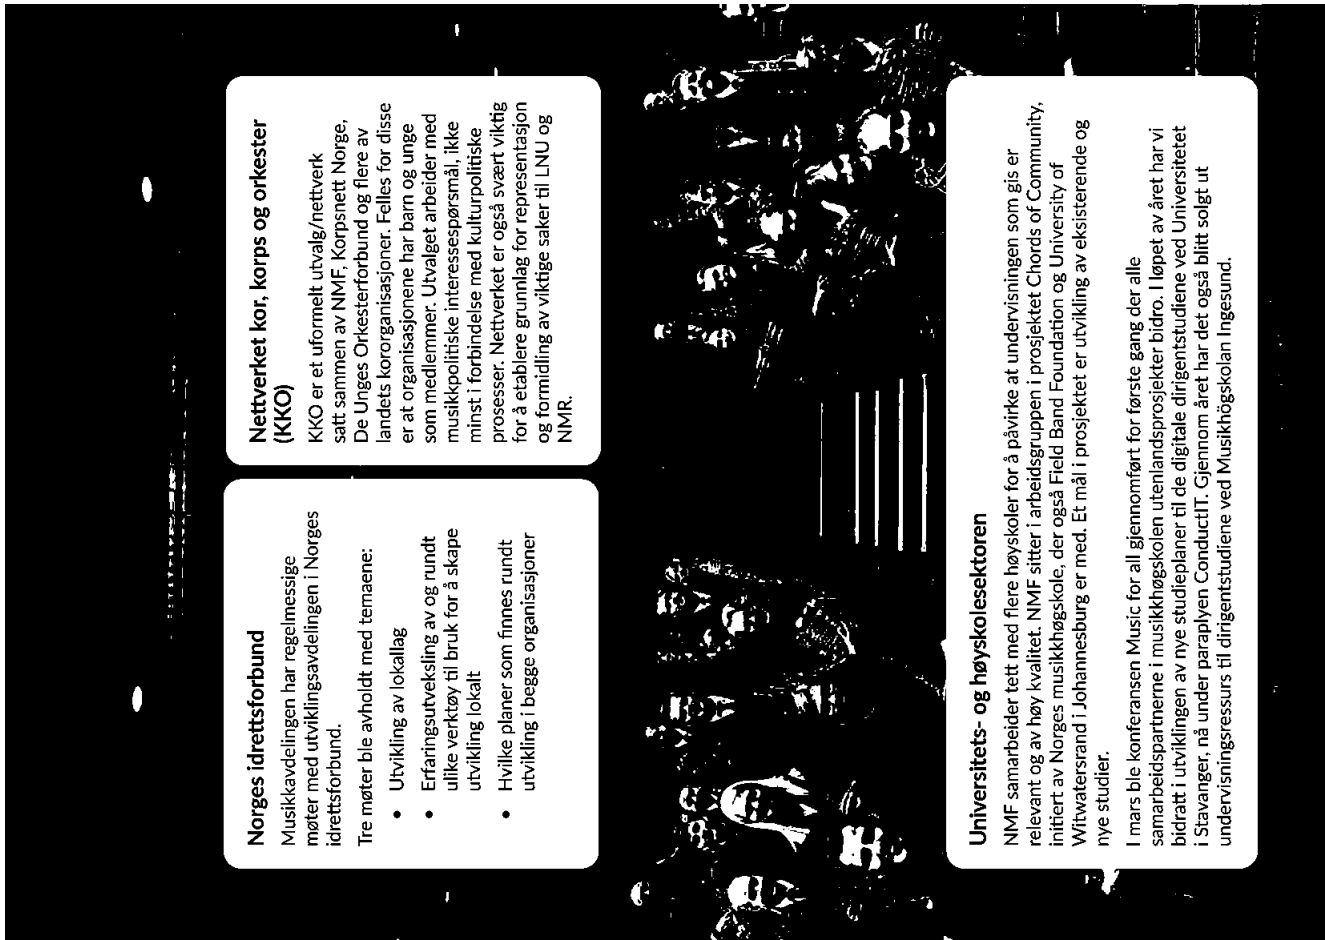 Norges idrettsforbund
Musikkavdelingen har regelmessige
møter med utviklingsavdelingen i Norges
idrettsforbund.
Tre møter ble avholdt med temaene:
• Utvikling av lokallag
• Erfaringsutveksling av og rundt
ulike verktøy til bruk for å skape
utvikling lokalt
• Hvilke planer som finnes rundt
utvikling i begge organisasjoner
Nettverket kor, korps og orkester
(KKO)
KKO er et uformelt utvalg/nettverk
satt sammen av NMF, Korpsnett Norge,
De Unges Orkesterforbund og flere av
landets kororganisasjoner. Felles for disse
er at organisasjonene har barn og unge
som medlemmer. Utvalget arbeider med
musikkpolitiske interessespørsmål, ikke
minst i forbindelse med kulturpolitiske
prosesser. Nettverket er også svært viktig
for å etablere grunnlag for representasjon
og formidling av viktige saker til LNU og
NMR.
Universitets- og høyskolesektoren
NMF samarbeider tett med flere høyskoler for å påvirke at undervisningen som gis er
relevant og av høy kvalitet. NMF sitter i arbeidsgruppen i prosjektet Chords of Community,
initiert av Norges musikkhøgskole, der også Field Band Foundation og University of
Witwatersrand i Johannesburg er med. Et mål i prosjektet er utvikling av eksisterende og
nye studier.
I mars ble konferansen Music for all gjennomført for første gang der alle
samarbeidspartnerne i musikkhøgskolen utenlandsprosjekter bidro. I løpet av året har vi
bidratt i utviklingen av nye studieplaner til de digitale dirigentstudiene ved Universitetet
i Stavanger, nå under paraplyen ConductIT. Gjennom året har det også blitt solgt ut
undervisningsressurs til dirigentstudiene ved Musikhögskolan Ingesund.